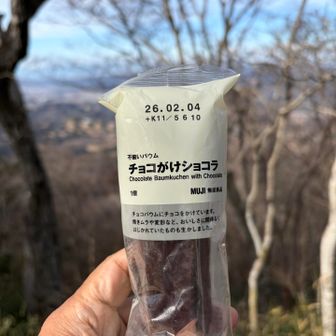 26.02.04
+K11/5610
不揃いバウム
チョコがけショコラ
Chocolate Baumkuchen with Chocolate
1個
MUJI 無印良品
チョコバウムにチョコをかけています。
焼きムラや変形など、おいしさに関係なく
はじかれていたものも生かしました。